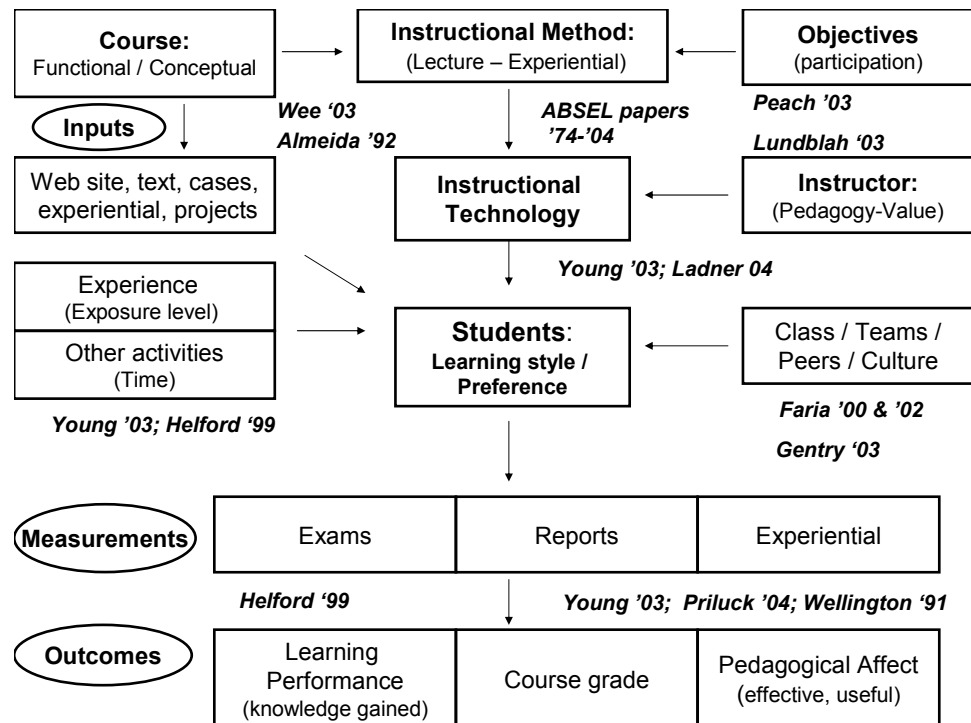 Course:
Functional / Conceptual
Instructional Method:
(Lecture – Experiential)
Objectives
(participation)
Inputs
Wee ’03
Almeida ’92
ABSEL papers
’74-’04
Peach ’03
Lundblah ‘03
Web site, text, cases,
experiential, projects
Instructional
Technology
Instructor:
(Pedagogy-Value)
Young ’03; Ladner 04
Experience
(Exposure level)
Other activities
(Time)
Students:
Learning style /
Preference
Class / Teams /
Peers / Culture
Young ’03; Helford ‘99
Faria ’00 & ’02
Gentry ‘03
Measurements
Exams
Reports
Experiential
Helford ‘99
Young ’03; Priluck ’04; Wellington ‘91
Outcomes
Learning
Performance
(knowledge gained)
Course grade
Pedagogical Affect
(effective, useful)